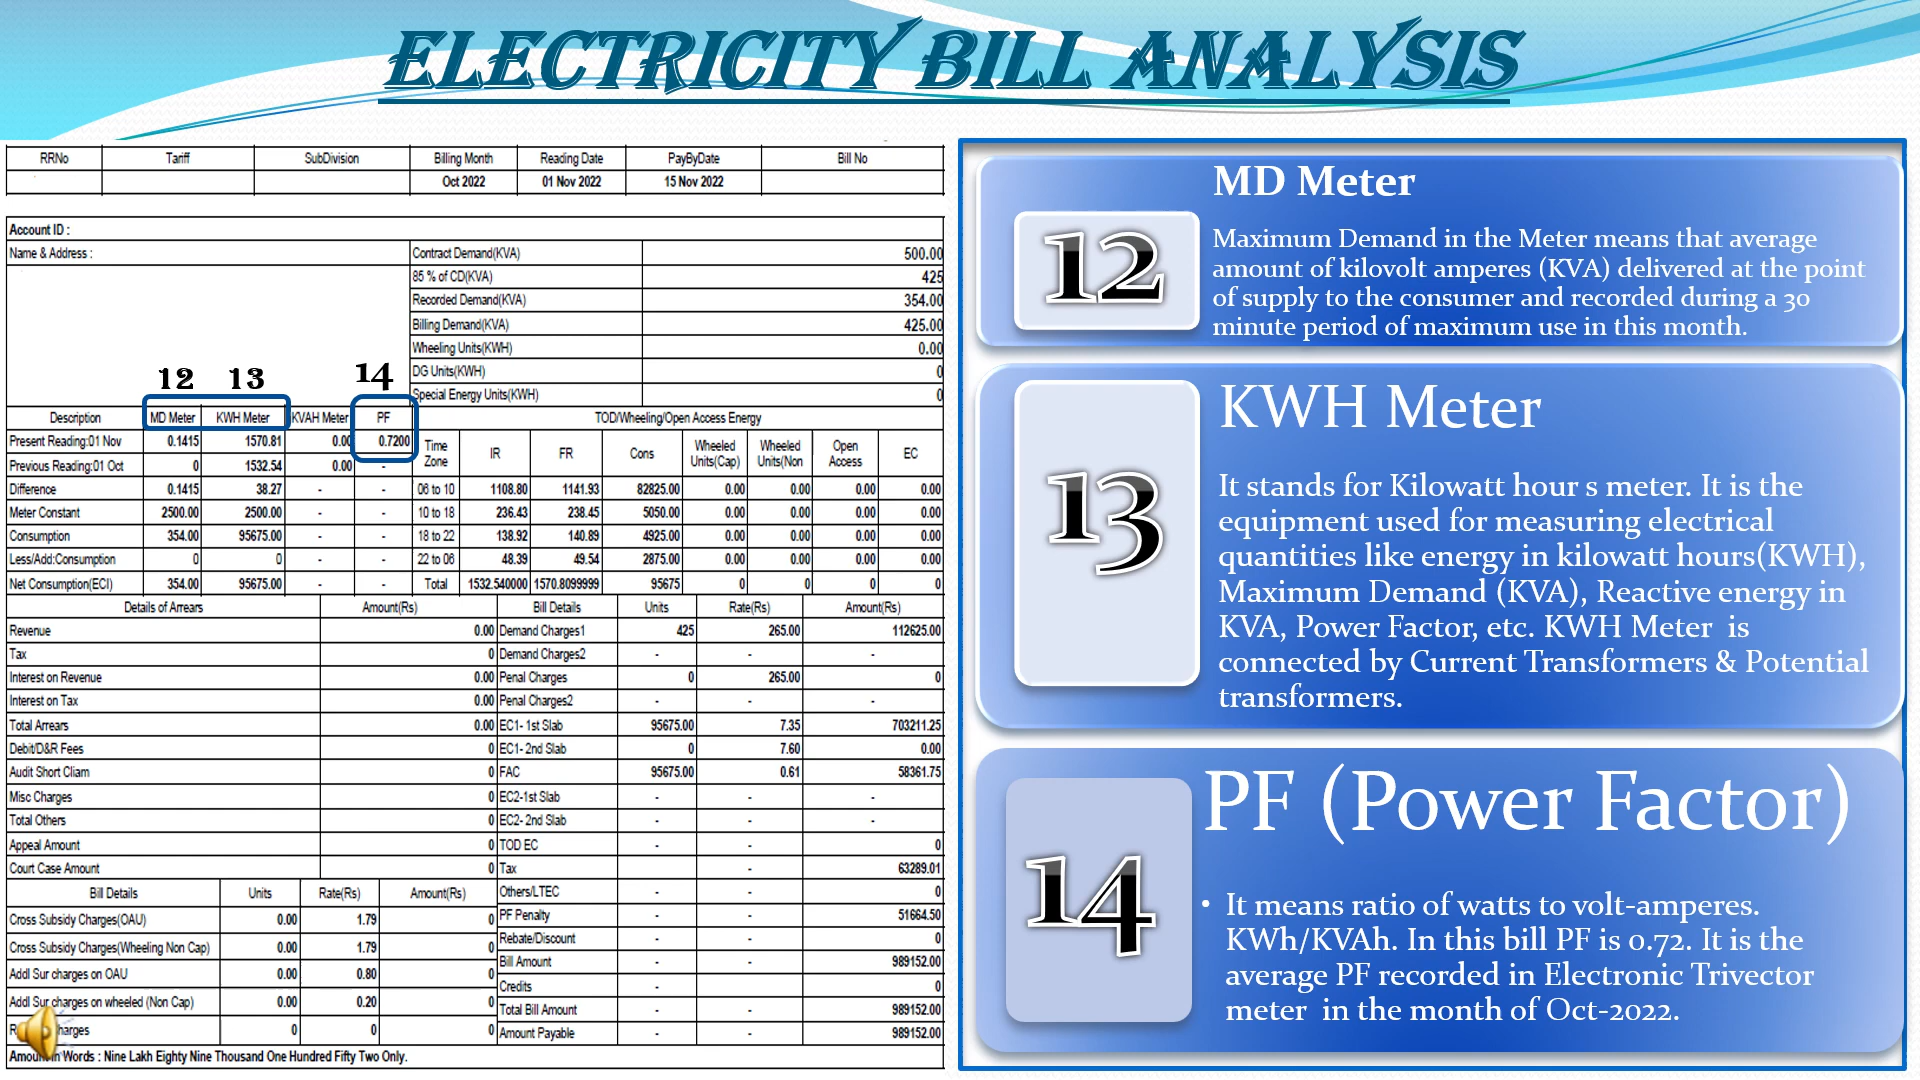 ELECTRICITY BILL ANALYSIS
RRNo Tariff SubDivision Billing Month Reading Date PayByDate Bill No
Oct 2022 01 Nov 2022 15 Nov 2022
Account ID :
Name & Address :
Contract Demand(KVA) 500.00
85 % of CD(KVA) 425
Recorded Demand(KVA) 354.00
Billing Demand(KVA) 425.00
Wheeling Units(KWH) 0.00
DG Units(KWH) 0
Special Energy Units(KWH) 0
12 13 14
Description MD Meter KWH Meter KVAH Meter PF TOD/Wheeling/Open Access Energy
Present Reading:01 Nov 0.1415 1570.81 0.00 0.7200
Previous Reading:01 Oct 0 1532.54 0.00 -
Time Zone IR FR Cons Wheeled Units(Cap) Wheeled Units(Non Open Access EC
Difference 0.1415 38.27 - - 06 to 10 1108.80 1141.93 82825.00 0.00 0.00 0.00 0.00
Meter Constant 2500.00 2500.00 - - 10 to 18 236.43 238.45 5050.00 0.00 0.00 0.00 0.00
Consumption 354.00 95675.00 - - 18 to 22 138.92 140.89 4925.00 0.00 0.00 0.00 0.00
Less/Add:Consumption 0 0 - - 22 to 06 48.39 49.54 2875.00 0.00 0.00 0.00 0.00
Net Consumption(ECI) 354.00 95675.00 - - Total 1532.540000 1570.8099999 95675 0 0 0 0
Details of Arrears Amount(Rs) Bill Details Units Rate(Rs) Amount(Rs)
Revenue 0.00 Demand Charges1 425 265.00 112625.00
Tax 0 Demand Charges2 - - -
Interest on Revenue 0.00 Penal Charges 0 265.00 0
Interest on Tax 0.00 Penal Charges2 - - -
Total Arrears 0.00 EC1- 1st Slab 95675.00 7.35 703211.25
Debit/D&R Fees 0 EC1- 2nd Slab 0 7.60 0.00
Audit Short Cliam 0 FAC 95675.00 0.61 58361.75
Misc Charges 0 EC2-1st Slab - - -
Total Others 0 EC2- 2nd Slab - - -
Appeal Amount 0 TOD EC - - 0
Court Case Amount 0 Tax - 63289.01
Bill Details Units Rate(Rs) Amount(Rs) Others/LTEC - - 0
Cross Subsidy Charges(OAU) 0.00 1.79 0 PF Penalty - - 51664.50
Cross Subsidy Charges(Wheeling Non Cap) 0.00 1.79 0 Rebate/Discount - - 0
Addl Sur charges on OAU 0.00 0.80 0 Bill Amount - - 989152.00
Credits - 0
Addl Sur charges on wheeled (Non Cap) 0.00 0.20 0 Total Bill Amount - - 989152.00
harges 0 0 0 Amount Payable - - 989152.00
Amount in Words : Nine Lakh Eighty Nine Thousand One Hundred Fifty Two Only.
12
MD Meter
Maximum Demand in the Meter means that average
amount of kilovolt amperes (KVA) delivered at the point
of supply to the consumer and recorded during a 30
minute period of maximum use in this month.
13
KWH Meter
It stands for Kilowatt hour s meter. It is the
equipment used for measuring electrical
quantities like energy in kilowatt hours(KWH),
Maximum Demand (KVA), Reactive energy in
KVA, Power Factor, etc. KWH Meter is
connected by Current Transformers & Potential
transformers.
14
PF (Power Factor)
• It means ratio of watts to volt-amperes.
KWh/KVAh. In this bill PF is 0.72. It is the
average PF recorded in Electronic Trivector
meter in the month of Oct-2022.